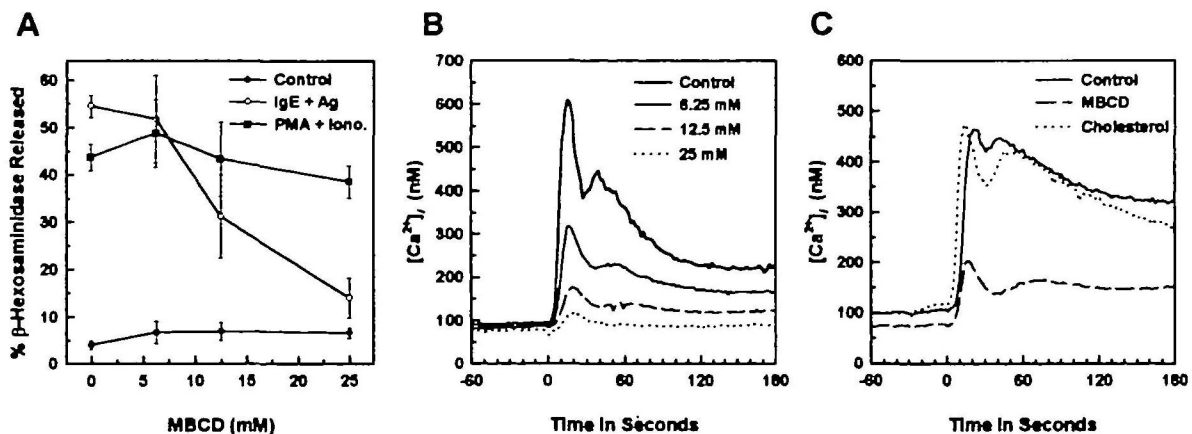 A
% β-Hexosaminidase Released
60
50
40
30
20
10
0
Control
IgE + Ag
PMA + Iono.
0 5 10 15 20 25
MBCD (mM)
B
[Ca²⁺]ᵢ (nM)
700
600
500
400
300
200
100
0
Control
6.25 mM
12.5 mM
25 mM
-60 0 60 120 180
Time in Seconds
C
[Ca²⁺]ᵢ (nM)
600
500
400
300
200
100
0
Control
MBCD
Cholesterol
-60 0 60 120 180
Time in Seconds